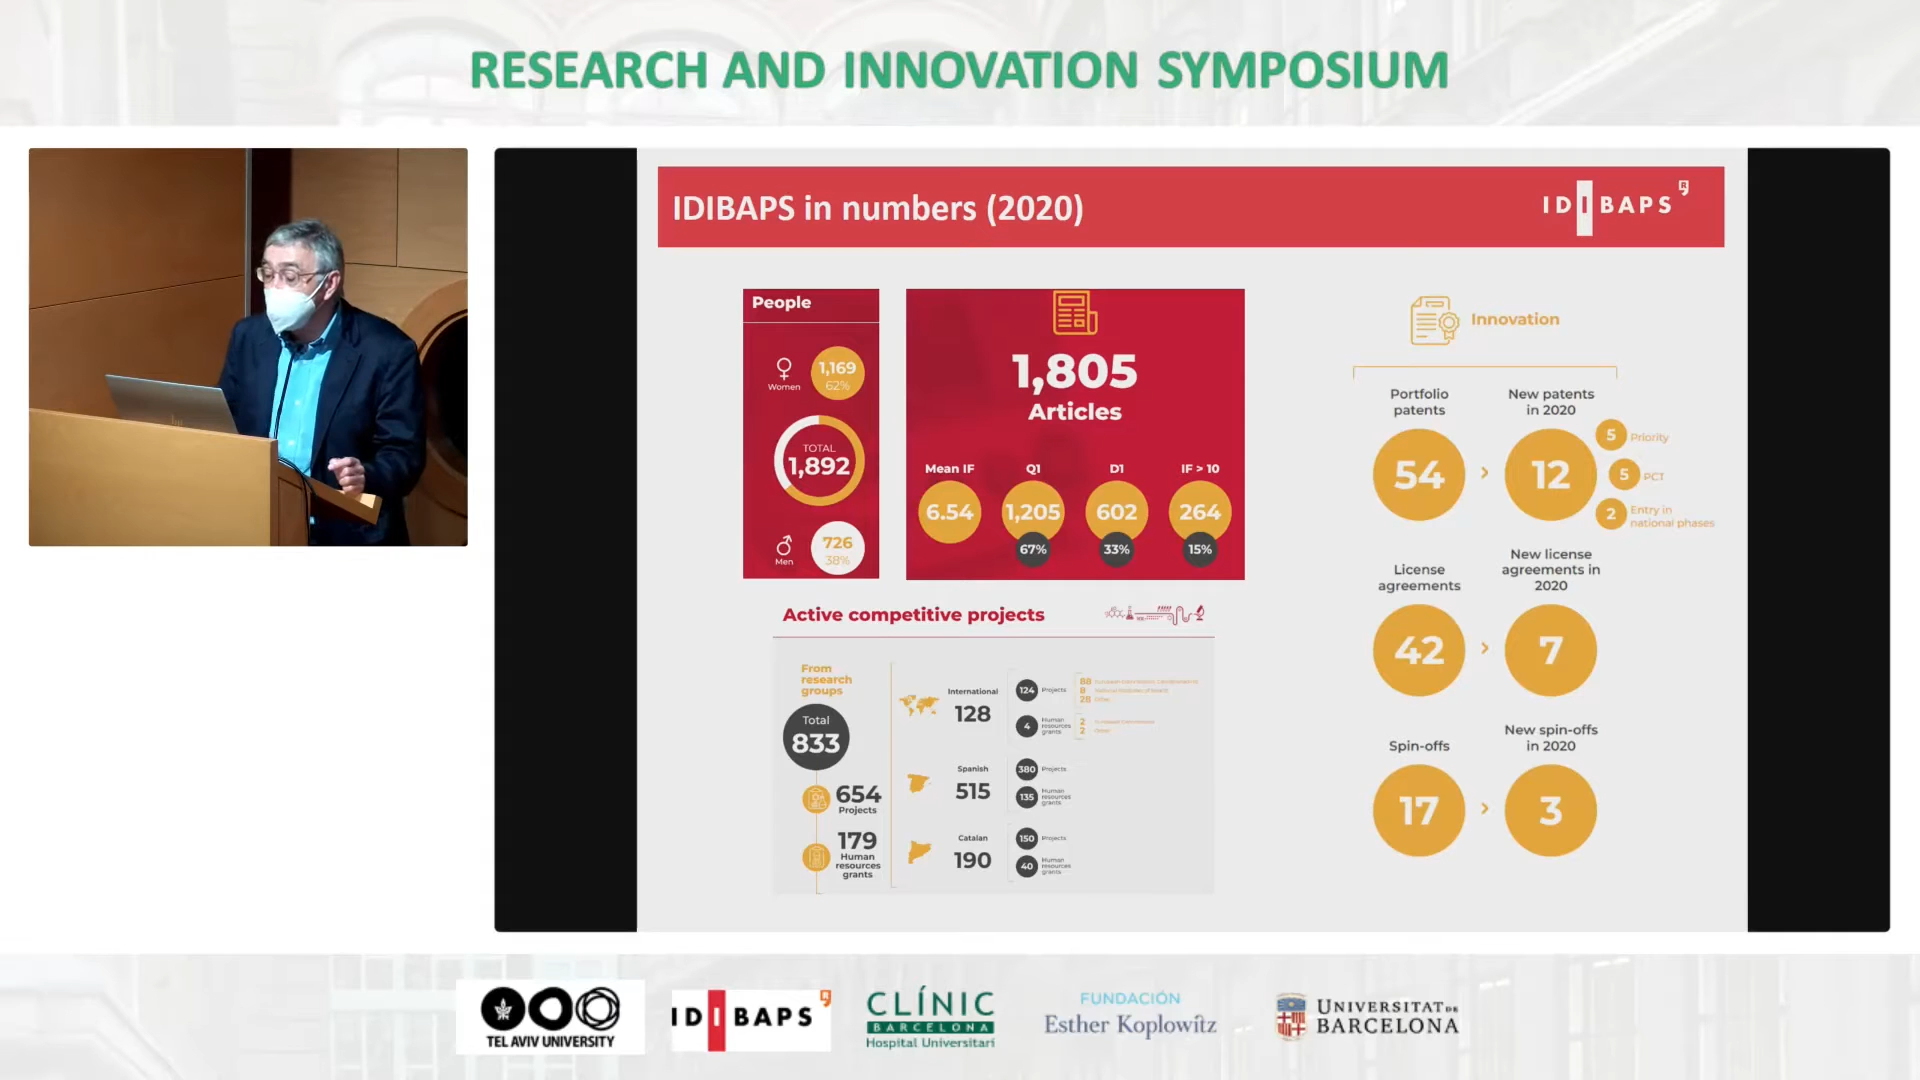 RESEARCH AND INNOVATION SYMPOSIUM
IDIBAPS in numbers (2020)
IDIBAPS
People
Women
1,169
62%
TOTAL
1,892
Men
726
38%
1,805
Articles
Mean IF
6.54
Q1
1,205
67%
D1
602
33%
IF > 10
264
15%
Innovation
Portfolio
patents
54
New patents
in 2020
12
5 Priority
5 PCT
2 Entry in
national phases
License
agreements
42
New license
agreements in
2020
7
Spin-offs
17
New spin-offs
in 2020
3
Active competitive projects
From
research
groups
Total
833
654
Projects
179
Human
resources
grants
International
128
124 Projects
88
8
28
4 Human
resources
grants
2
2
Spanish
515
380 Projects
135 Human
resources
grants
Catalan
190
150 Projects
40 Human
resources
grants
TEL AVIV UNIVERSITY
IDIBAPS
CLÍNIC
BARCELONA
Hospital Universitari
FUNDACIÓN
Esther Koplowitz
UNIVERSITAT DE
BARCELONA